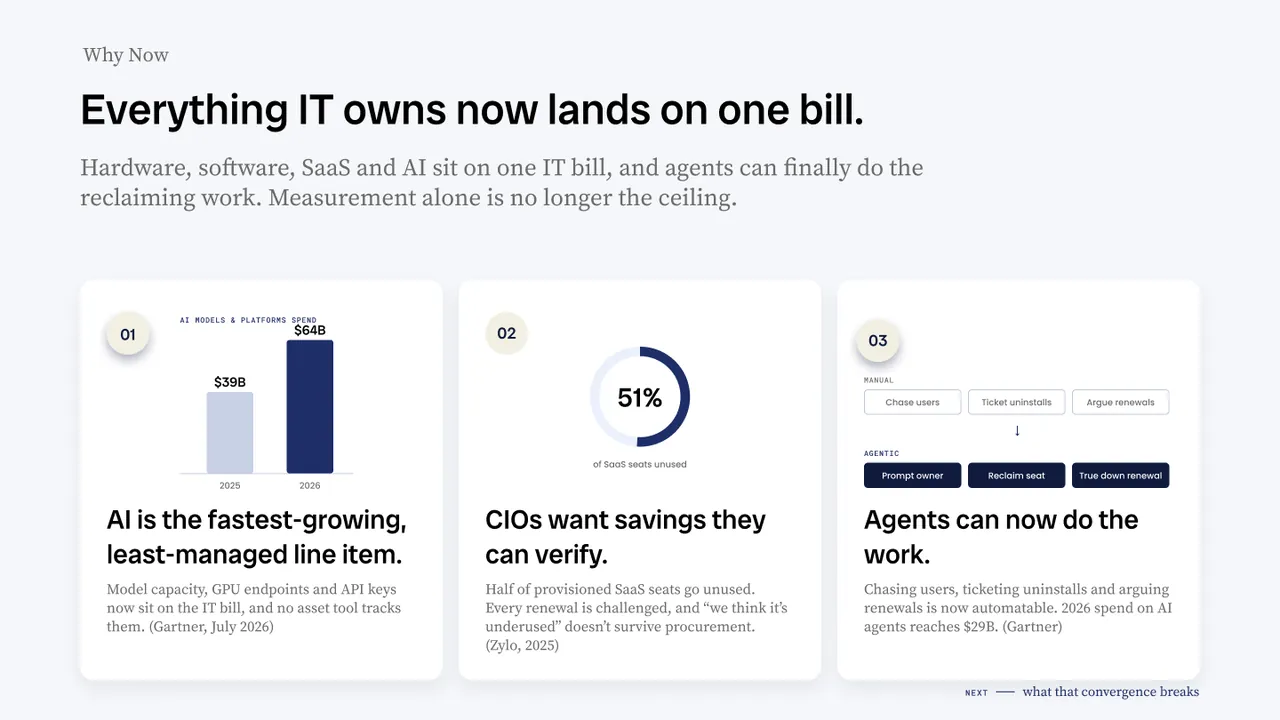 Why Now
Everything IT owns now lands on one bill.
Hardware, software, SaaS and AI sit on one IT bill, and agents can finally do the
reclaiming work. Measurement alone is no longer the ceiling.
01
AI MODELS & PLATFORMS SPEND
$64B
$39B
2025
2026
AI is the fastest-growing,
least-managed line item.
Model capacity, GPU endpoints and API keys
now sit on the IT bill, and no asset tool tracks
them. (Gartner, July 2026)
02
51%
of SaaS seats unused
CIOs want savings they
can verify.
Half of provisioned SaaS seats go unused.
Every renewal is challenged, and “we think it’s
underused” doesn’t survive procurement.
(Zylo, 2025)
03
MANUAL
Chase users
Ticket uninstalls
Argue renewals
↓
AGENTIC
Prompt owner
Reclaim seat
True down renewal
Agents can now do the
work.
Chasing users, ticketing uninstalls and arguing
renewals is now automatable. 2026 spend on AI
agents reaches $29B. (Gartner)
NEXT — what that convergence breaks